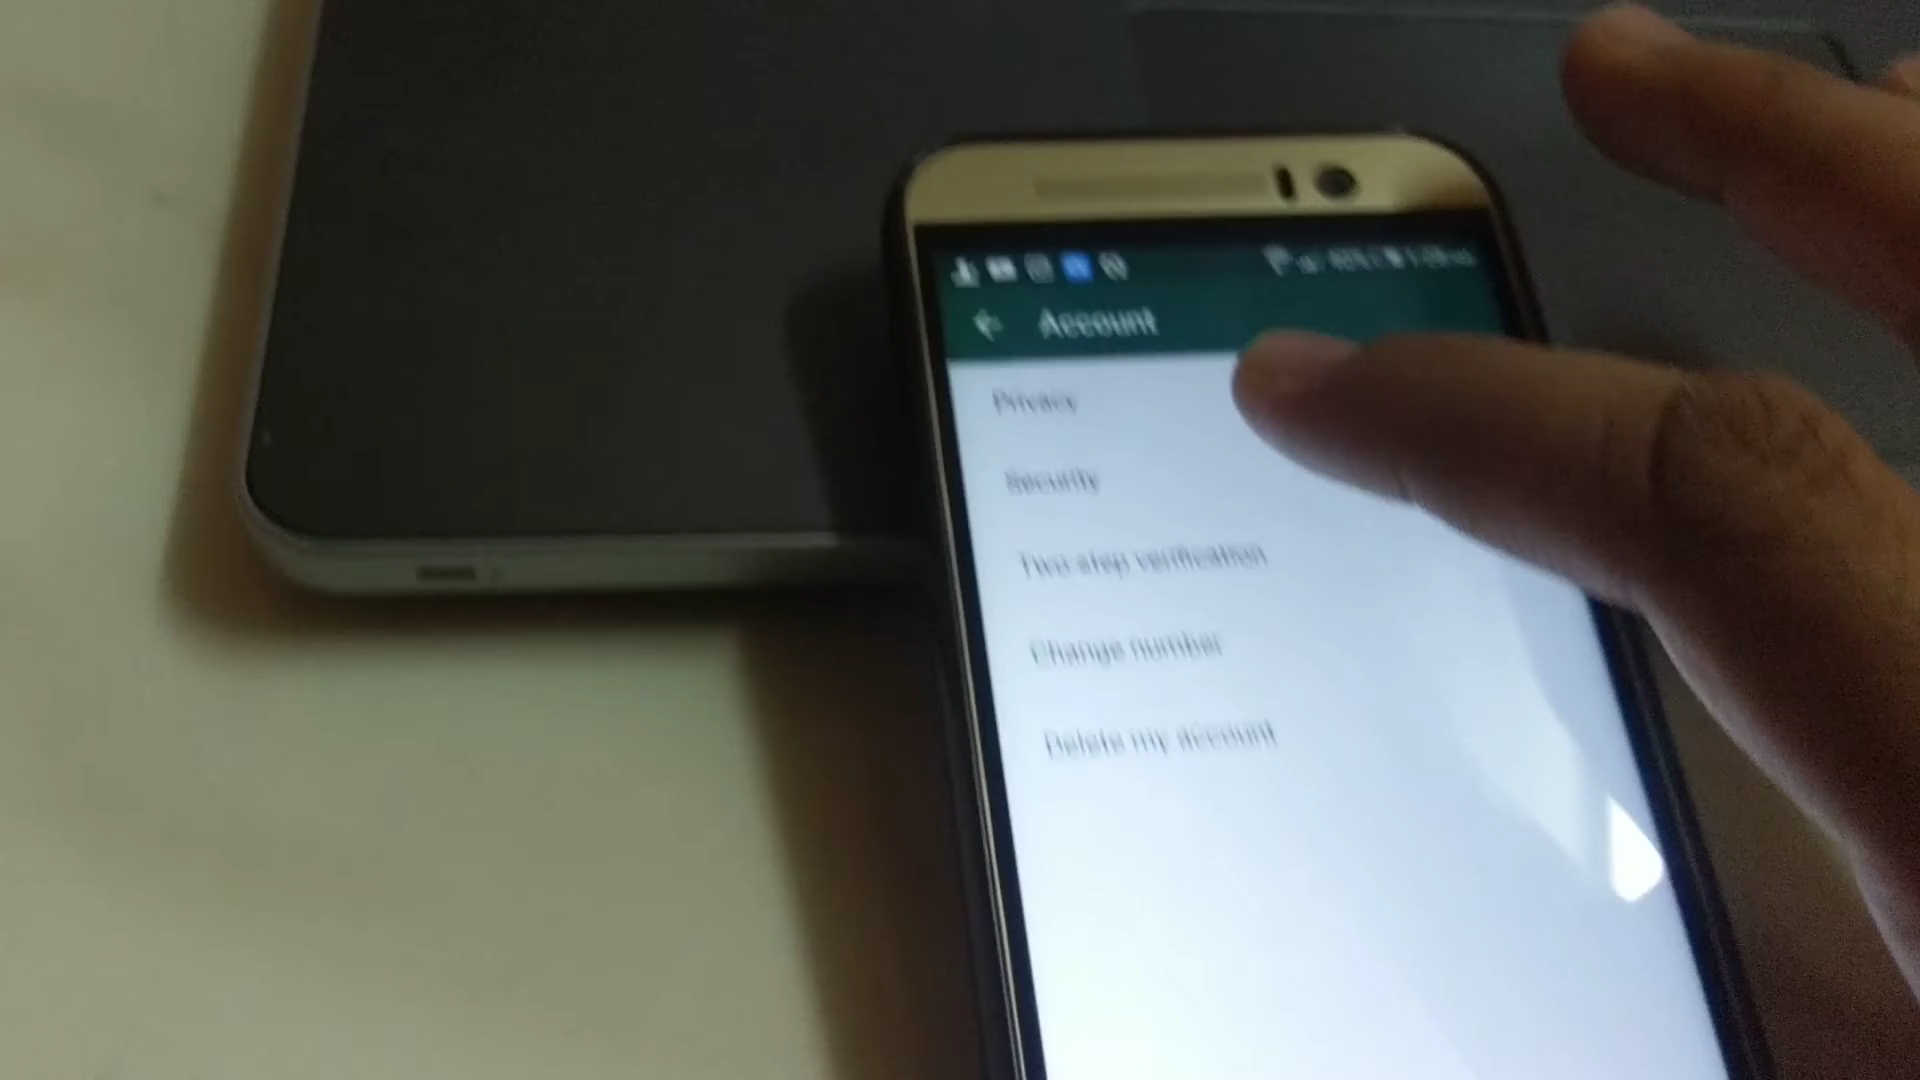 Account
Privacy
Security
Two-step verification
Change number
Delete my account